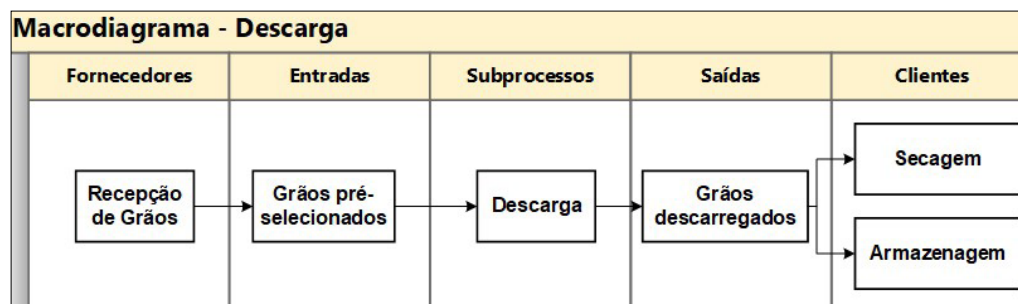 Macrodiagrama - Descarga
Fornecedores
Entradas
Subprocessos
Saídas
Clientes
Recepção
de Grãos
Grãos pré-
selecionados
Descarga
Grãos
descarregados
Secagem
Armazenagem